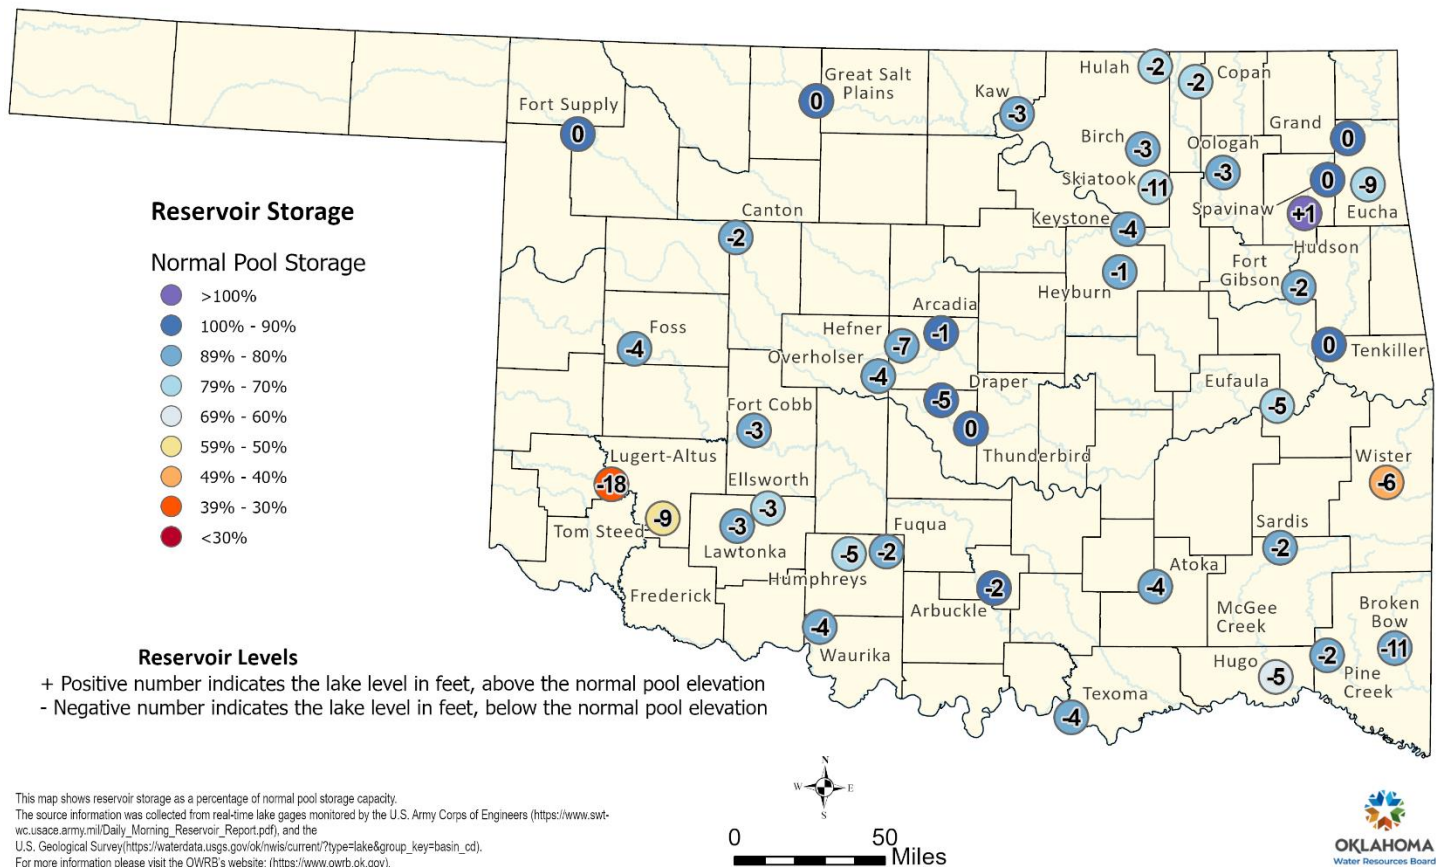 Great Salt
Plains
0
Fort Supply
0
Kaw
-3
Hulah
-2
Copan
-2
Birch
-3
Oologah
-3
Grand
0
Skiatook
-11
Spavinaw
0
-9
Eucha
+1
Hudson
Keystone
-4
Canton
-2
Heyburn
-1
Fort
Gibson
-2
Reservoir Storage
Normal Pool Storage
>100%
100% - 90%
89% - 80%
79% - 70%
69% - 60%
59% - 50%
49% - 40%
39% - 30%
<30%
Foss
-4
Arcadia
-1
Hefner
-7
Overholser
-4
0
Tenkiller
Draper
-5
0
Thunderbird
Eufaula
-5
Fort Cobb
-3
Lugert-Altus
-18
Wister
-6
Ellsworth
-3
-3
Lawtonka
Tom Steed
-9
Fuqua
-5
-2
Humphreys
Sardis
-2
Frederick
Arbuckle
-2
Atoka
-4
McGee
Creek
Broken
Bow
-11
-4
Waurika
Hugo
-5
-2
Pine
Creek
Texoma
-4
Reservoir Levels
+ Positive number indicates the lake level in feet, above the normal pool elevation
- Negative number indicates the lake level in feet, below the normal pool elevation
N
W
E
S
0
50
Miles
This map shows reservoir storage as a percentage of normal pool storage capacity.
The source information was collected from real-time lake gages monitored by the U.S. Army Corps of Engineers (https://www.swt-
wc.usace.army.mil/Daily_Morning_Reservoir_Report.pdf), and the
U.S. Geological Survey(https://waterdata.usgs.gov/ok/nwis/current/?type=lake&group_key=basin_cd).
For more information please visit the OWRB's website: (https://www.owrb.ok.gov).
OKLAHOMA
Water Resources Board